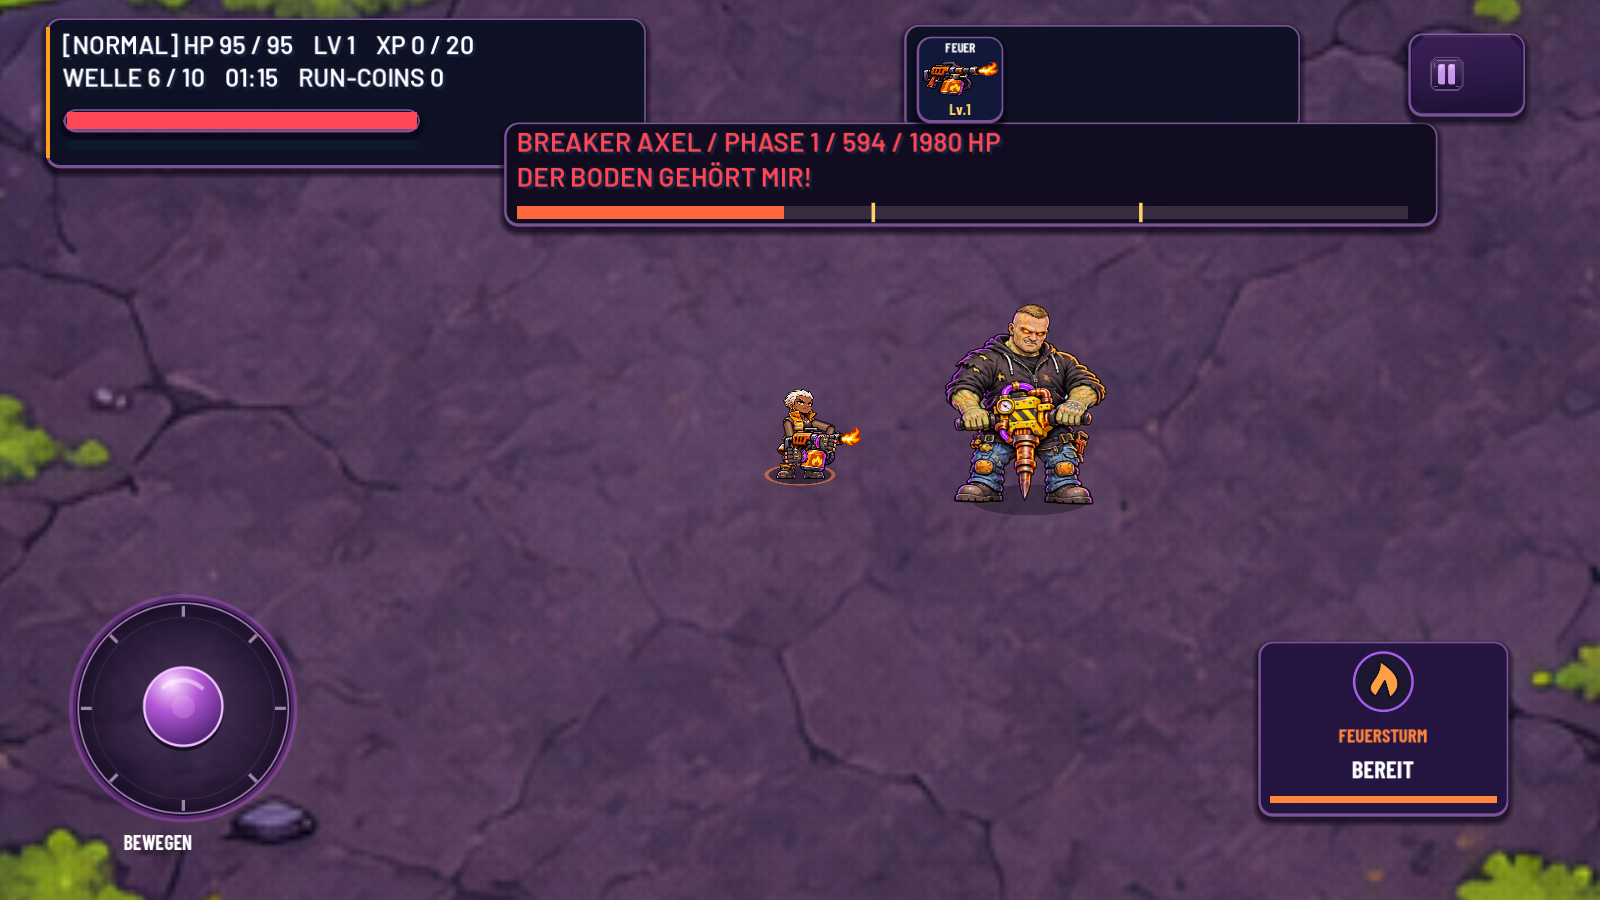 [NORMAL] HP 95 / 95 LV 1 XP 0 / 20
WELLE 6 / 10 01:15 RUN-COINS 0
FEUER
Lv.1
BREAKER AXEL / PHASE 1 / 594 / 1980 HP
DER BODEN GEHÖRT MIR!
FEUERSTURM
BEREIT
BEWEGEN